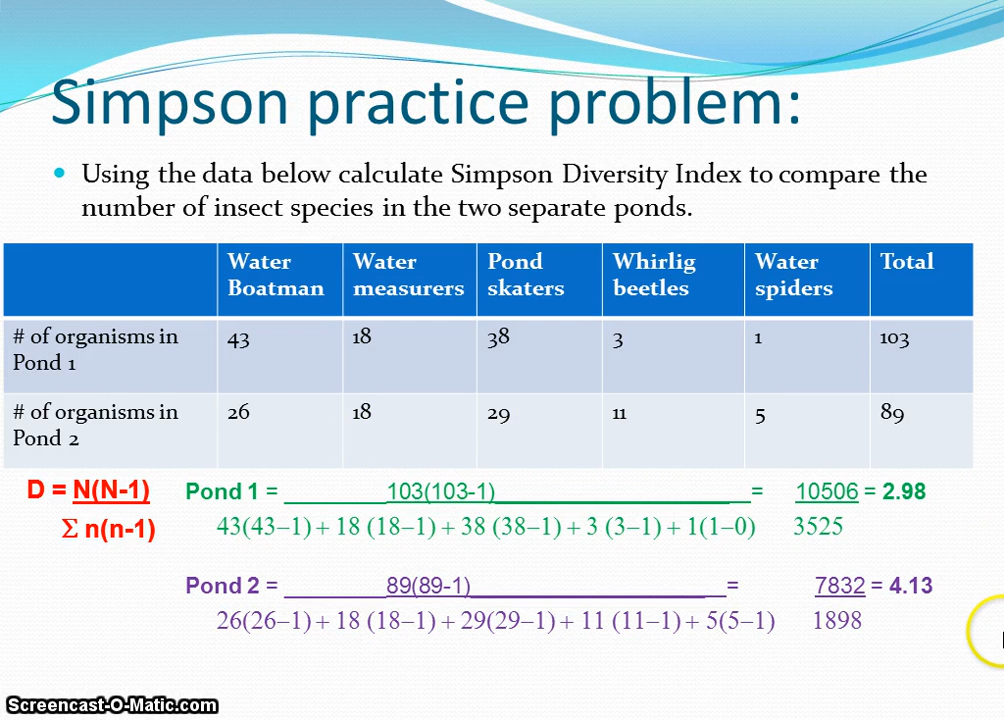 Simpson practice problem:
• Using the data below calculate Simpson Diversity Index to compare the
number of insect species in the two separate ponds.
Water Boatman | Water measurers | Pond skaters | Whirlig beetles | Water spiders | Total
# of organisms in Pond 1 | 43 | 18 | 38 | 3 | 1 | 103
# of organisms in Pond 2 | 26 | 18 | 29 | 11 | 5 | 89
D = N(N-1)
Σ n(n-1)
Pond 1 = ________103(103-1)____________________ = 10506 = 2.98
43(43–1) + 18 (18–1) + 38 (38–1) + 3 (3–1) + 1(1–0) 3525
Pond 2 = ________89(89-1)____________________ = 7832 = 4.13
26(26–1) + 18 (18–1) + 29(29–1) + 11 (11–1) + 5(5–1) 1898
Screencast-O-Matic.com